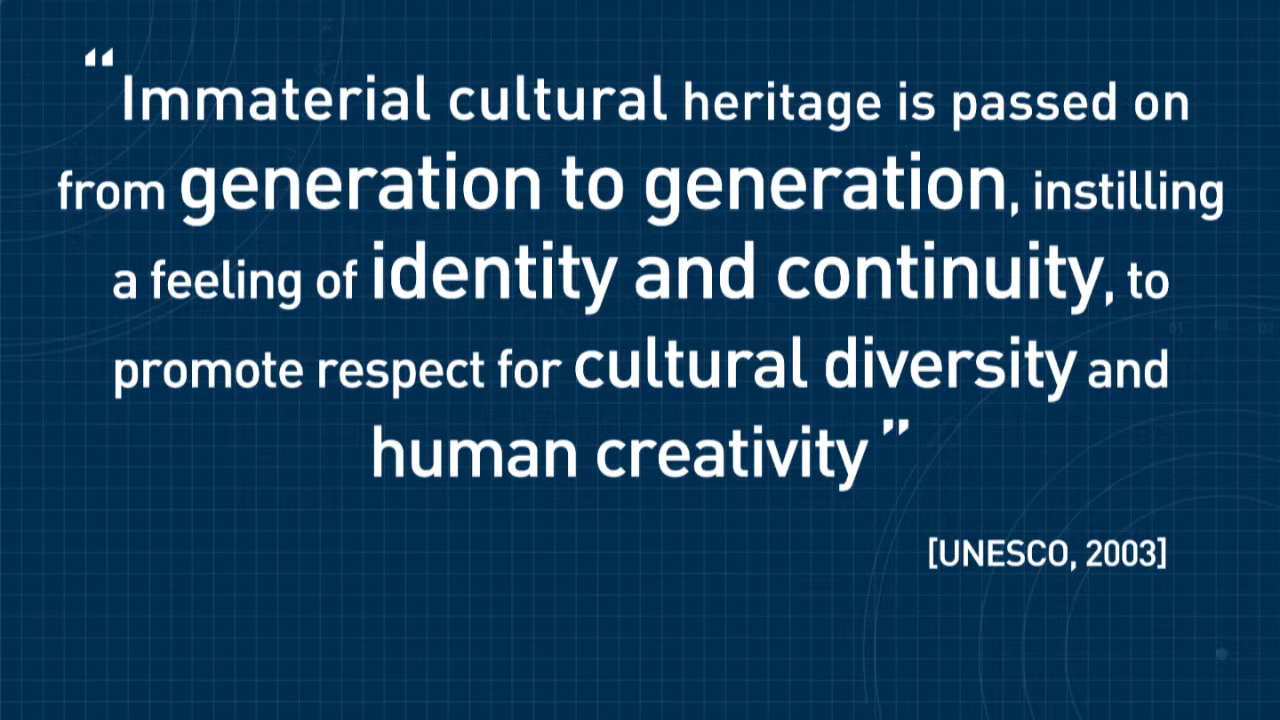 “Immaterial cultural heritage is passed on
from generation to generation, instilling
a feeling of identity and continuity, to
promote respect for cultural diversity and
human creativity”
[UNESCO, 2003]